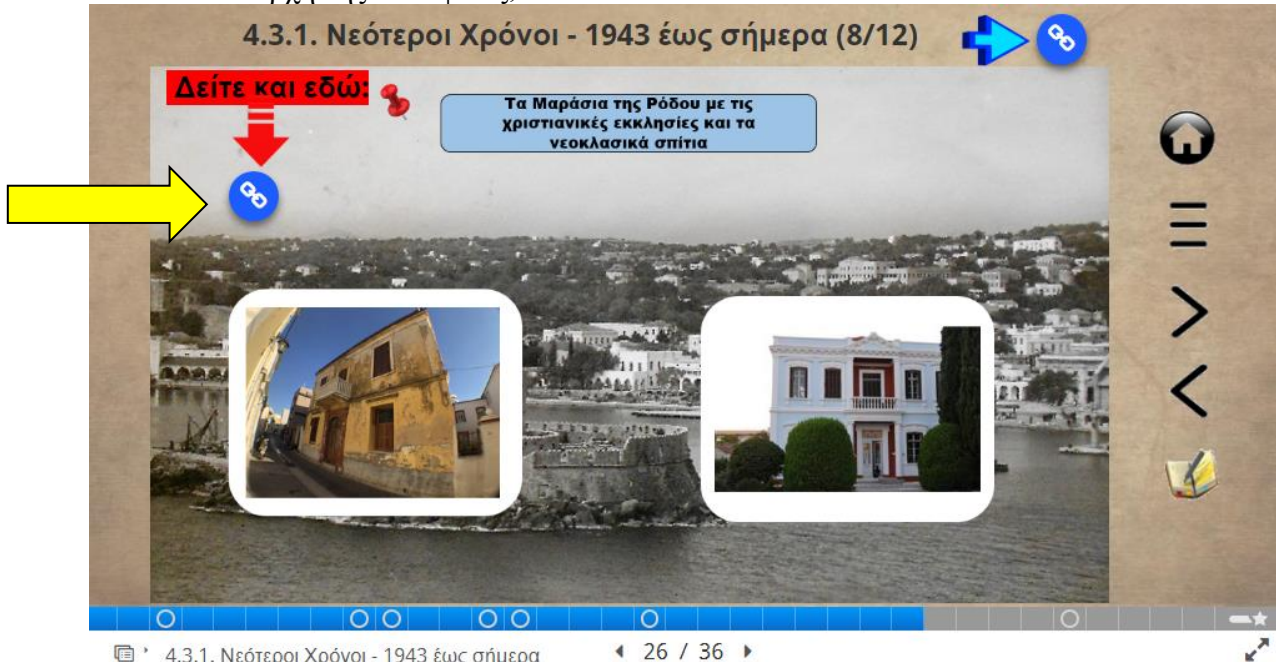 4.3.1. Νεότεροι Χρόνοι - 1943 έως σήμερα (8/12)
Δείτε και εδώ:
Τα Μαράσια της Ρόδου με τις
χριστιανικές εκκλησίες και τα
νεοκλασικά σπίτια
4.3.1. Νεότεροι Χρόνοι - 1943 έως σήμερα
26 / 36